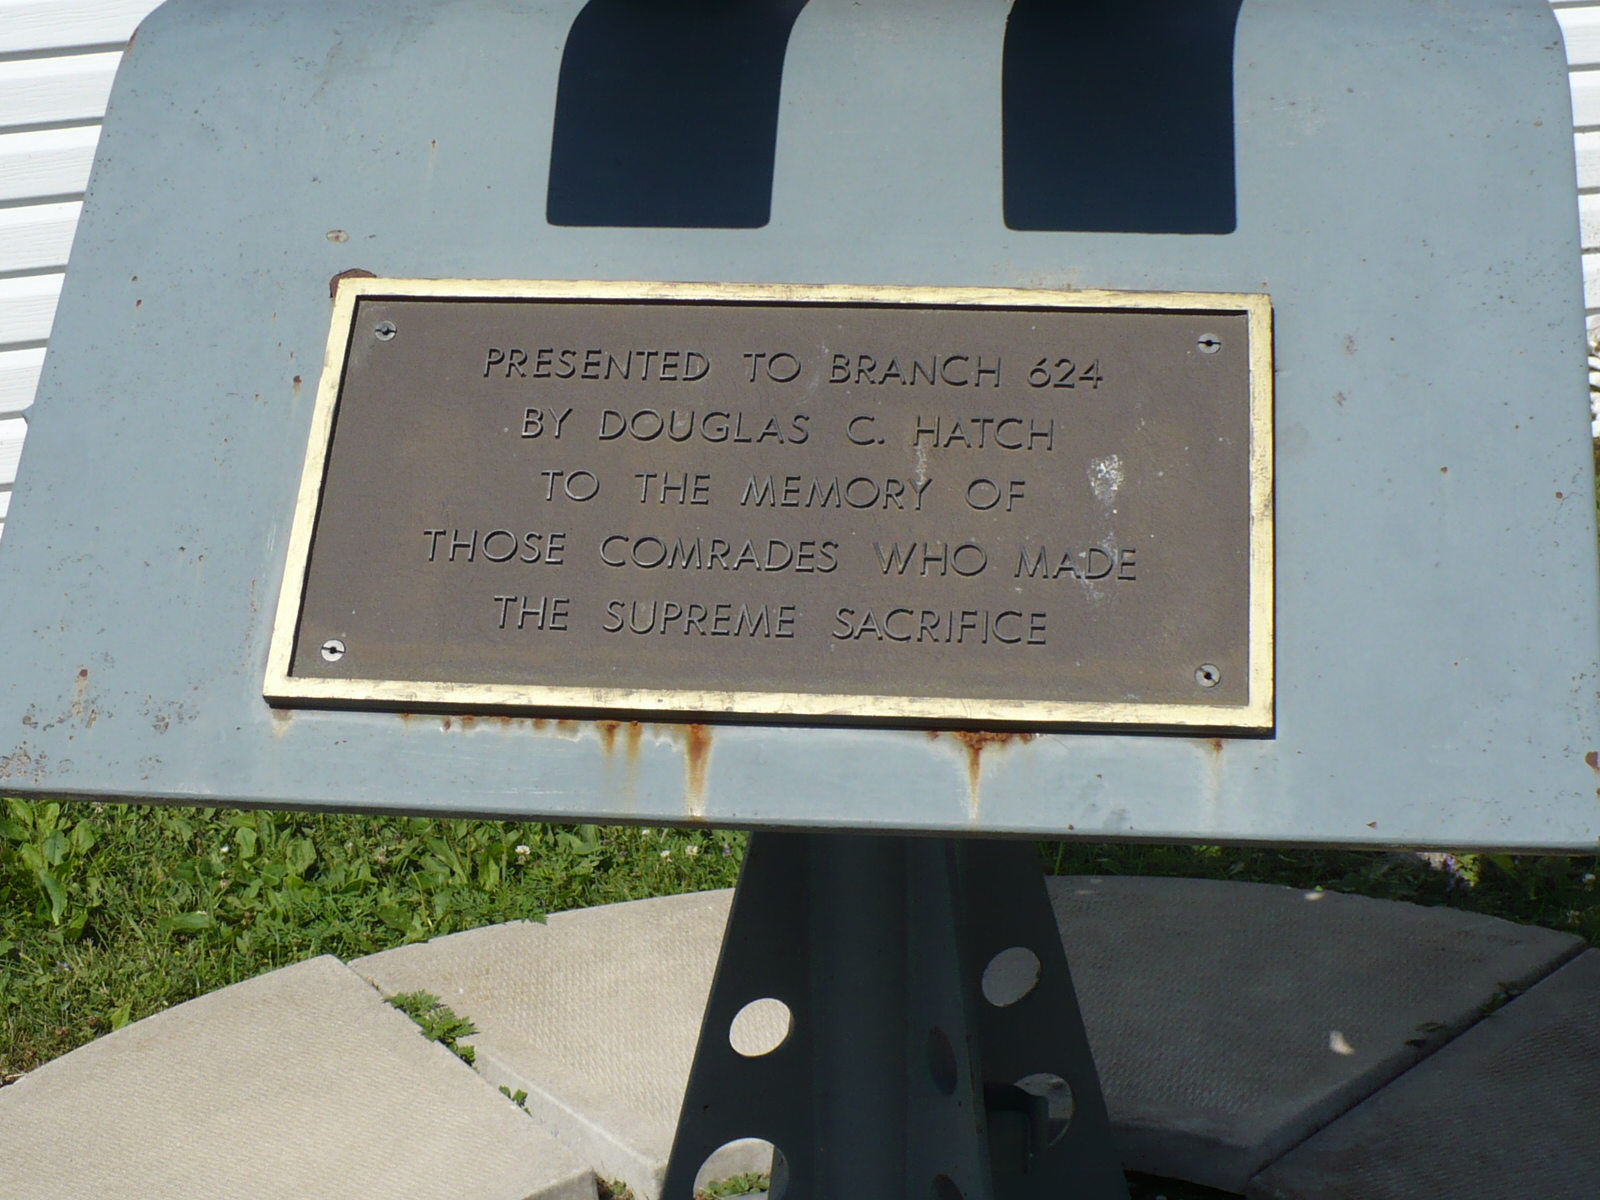 PRESENTED TO BRANCH 624
BY DOUGLAS C. HATCH
TO THE MEMORY OF
THOSE COMRADES WHO MADE
THE SUPREME SACRIFICE